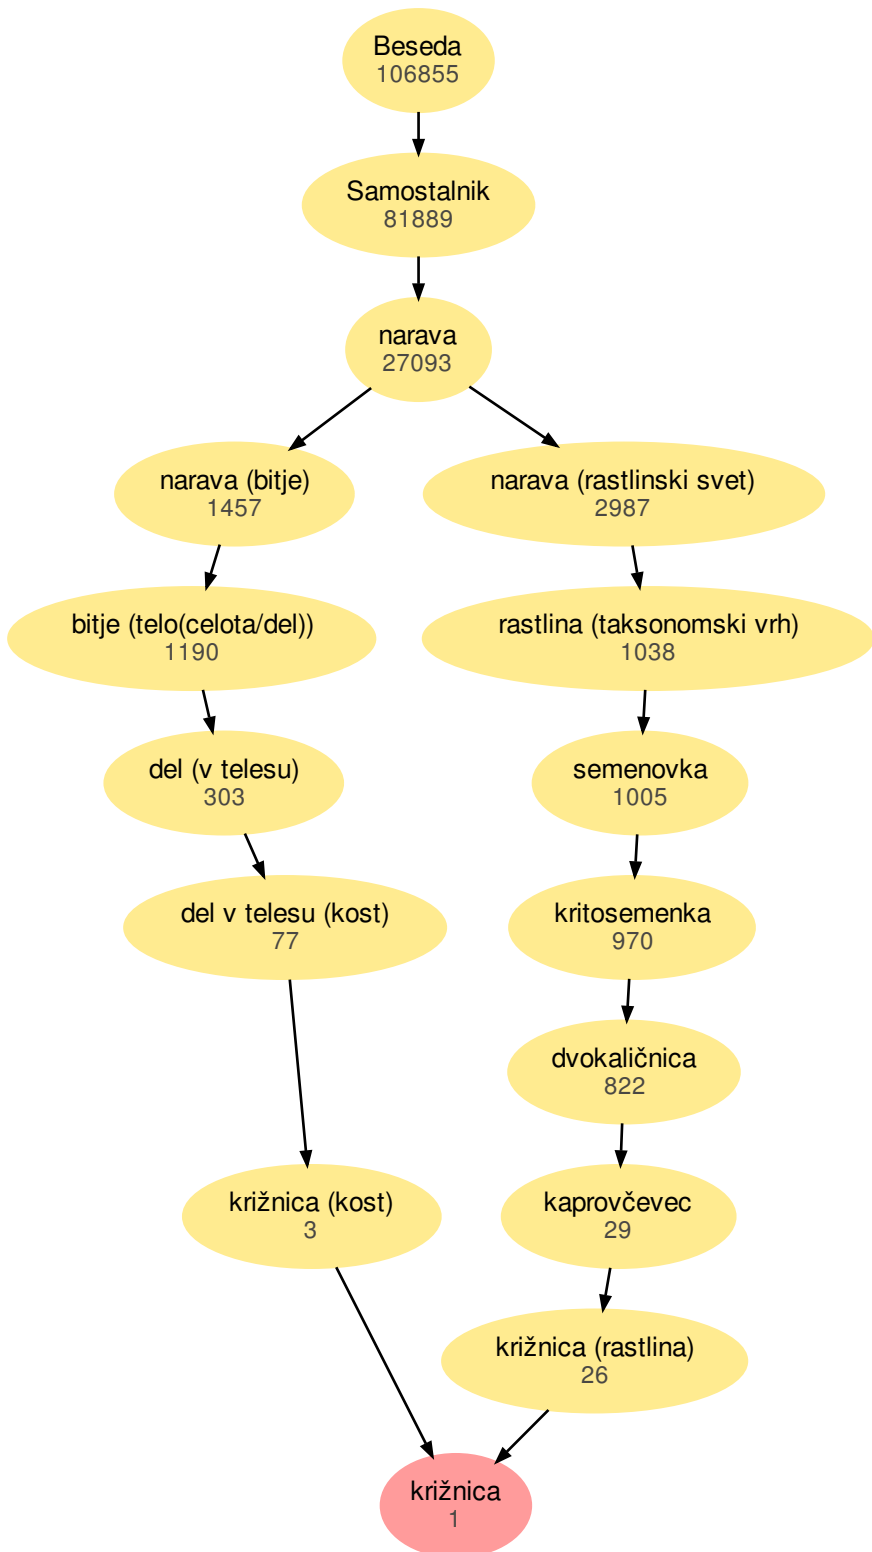 Beseda
106855
Samostalnik
81889
narava
27093
narava (bitje)
1457
narava (rastlinski svet)
2987
bitje (telo(celota/del))
1190
rastlina (taksonomski vrh)
1038
del (v telesu)
303
semenovka
1005
del v telesu (kost)
77
kritosemenka
970
dvokaličnica
822
križnica (kost)
3
kaprovčevec
29
križnica (rastlina)
26
križnica
1